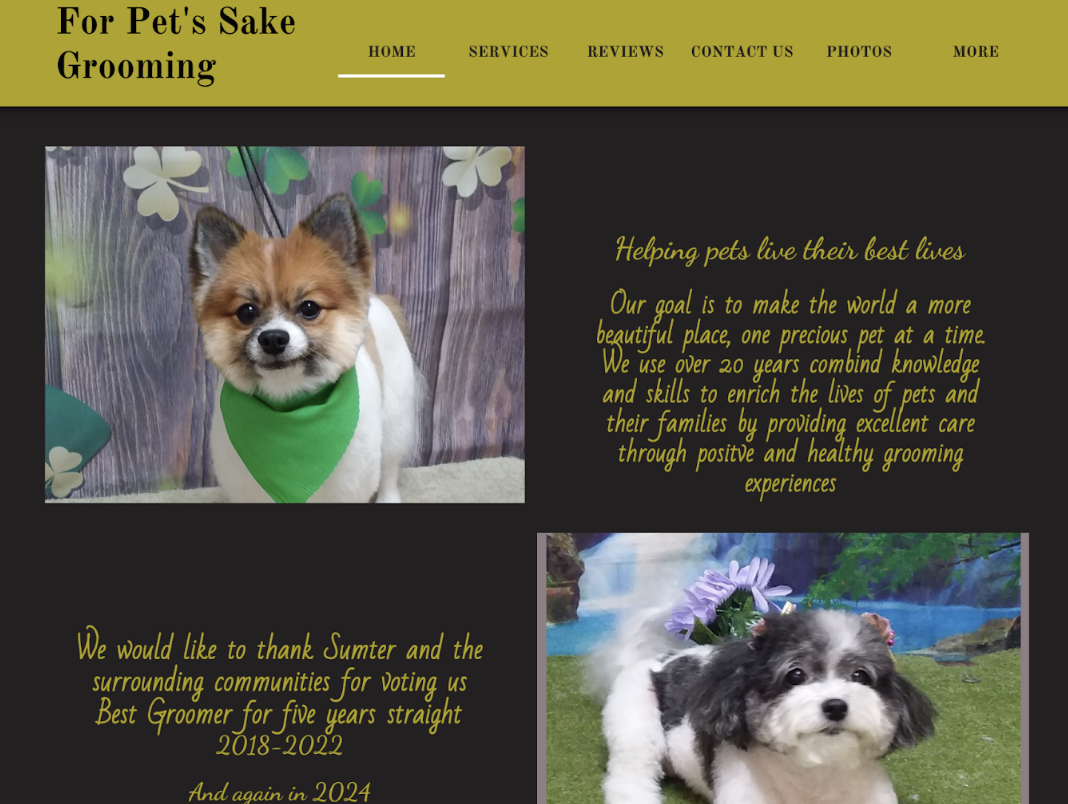 For Pet's Sake
Grooming
HOME
SERVICES
REVIEWS
CONTACT US
PHOTOS
MORE
Helping pets live their best lives
Our goal is to make the world a more
beautiful place, one precious pet at a time.
We use over 20 years combind knowledge
and skills to enrich the lives of pets and
their families by providing excellent care
through positve and healthy grooming
experiences
We would like to thank Sumter and the
surrounding communities for voting us
Best Groomer for five years straight
2018-2022
And again in 2024